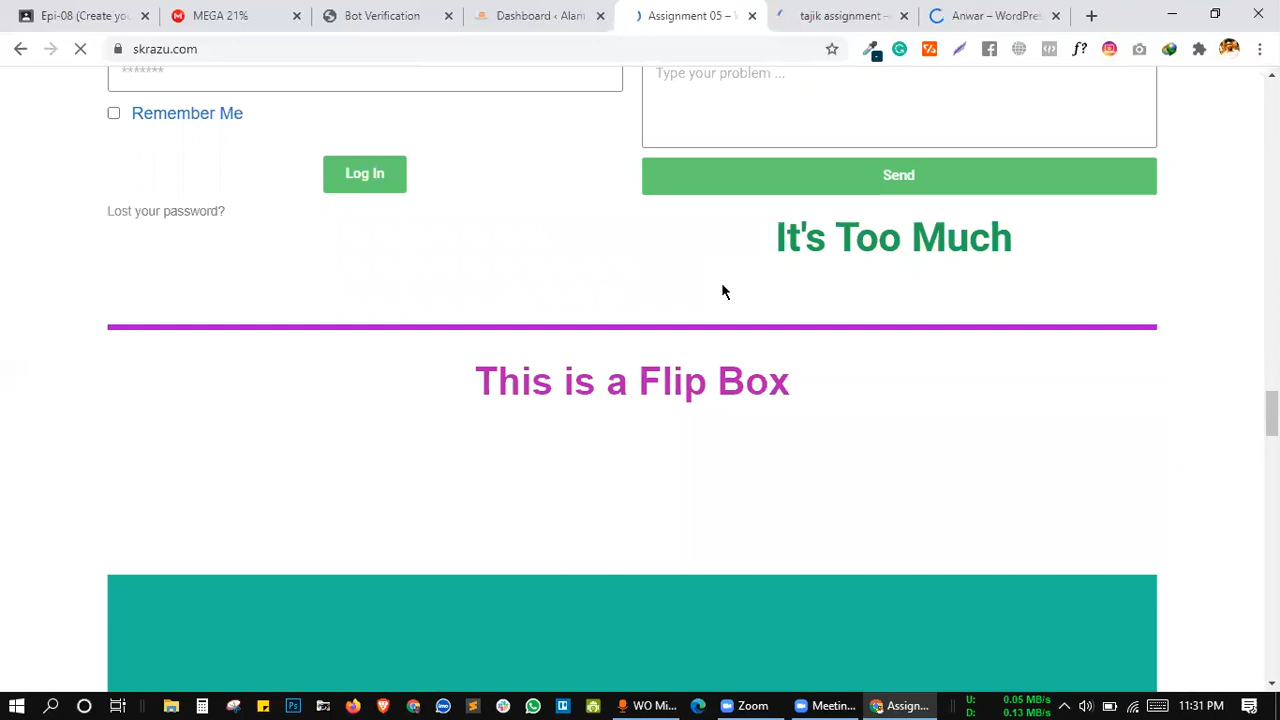 Epi-08 (Create you
MEGA 21%
Bot Verification
Dashboard ‹ Alam
Assignment 05 –
tajik assignment –
Anwar – WordPres
skrazu.com
*******
Type your problem ...
Remember Me
Log In
Send
Lost your password?
It's Too Much
This is a Flip Box
WO Mi...
Zoom
Meetin...
Assign...
U: 0.05 MB/s
D: 0.13 MB/s
11:31 PM